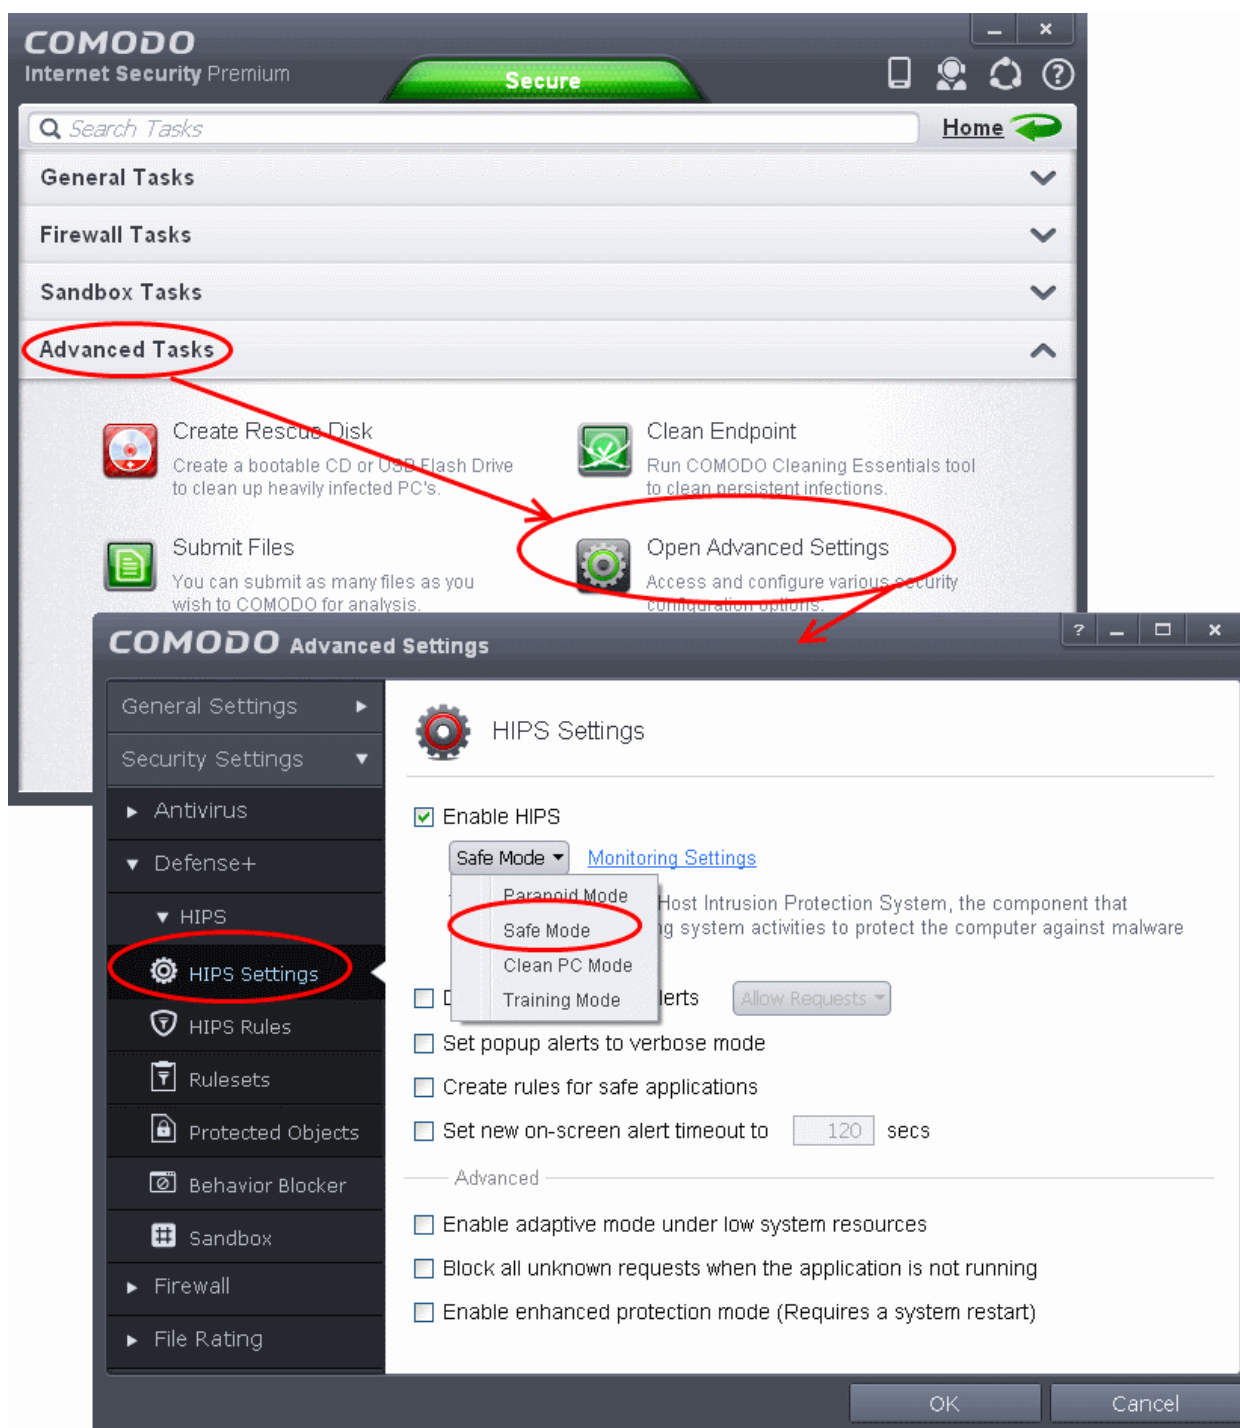 COMODO
Internet Security Premium
Secure
Search Tasks
Home
General Tasks
Firewall Tasks
Sandbox Tasks
Advanced Tasks
Create Rescue Disk
Create a bootable CD or USB Flash Drive
to clean up heavily infected PC's.
Clean Endpoint
Run COMODO Cleaning Essentials tool
to clean persistent infections.
Submit Files
You can submit as many files as you
wish to COMODO for analysis.
Open Advanced Settings
Access and configure various security
configuration options.
COMODO Advanced Settings
General Settings
Security Settings
Antivirus
Defense+
HIPS
HIPS Settings
HIPS Rules
Rulesets
Protected Objects
Behavior Blocker
Sandbox
Firewall
File Rating
HIPS Settings
Enable HIPS
Safe Mode Monitoring Settings
Paranoid Mode
Safe Mode
Clean PC Mode
Training Mode
Host Intrusion Protection System, the component that
system activities to protect the computer against malware
Allow Requests
Set popup alerts to verbose mode
Create rules for safe applications
Set new on-screen alert timeout to 120 secs
Advanced
Enable adaptive mode under low system resources
Block all unknown requests when the application is not running
Enable enhanced protection mode (Requires a system restart)
OK
Cancel